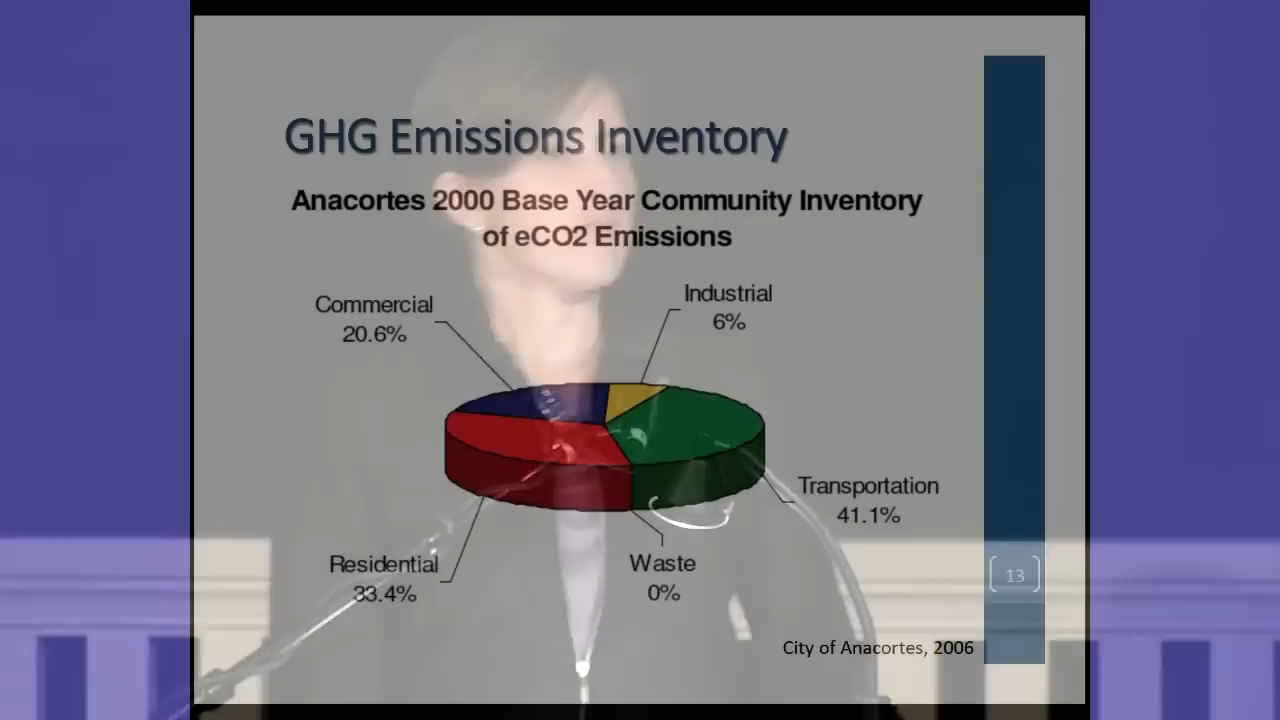 GHG Emissions Inventory
Anacortes 2000 Base Year Community Inventory
of eCO2 Emissions
Commercial
20.6%
Industrial
6%
Transportation
41.1%
Residential
33.4%
Waste
0%
13
City of Anacortes, 2006